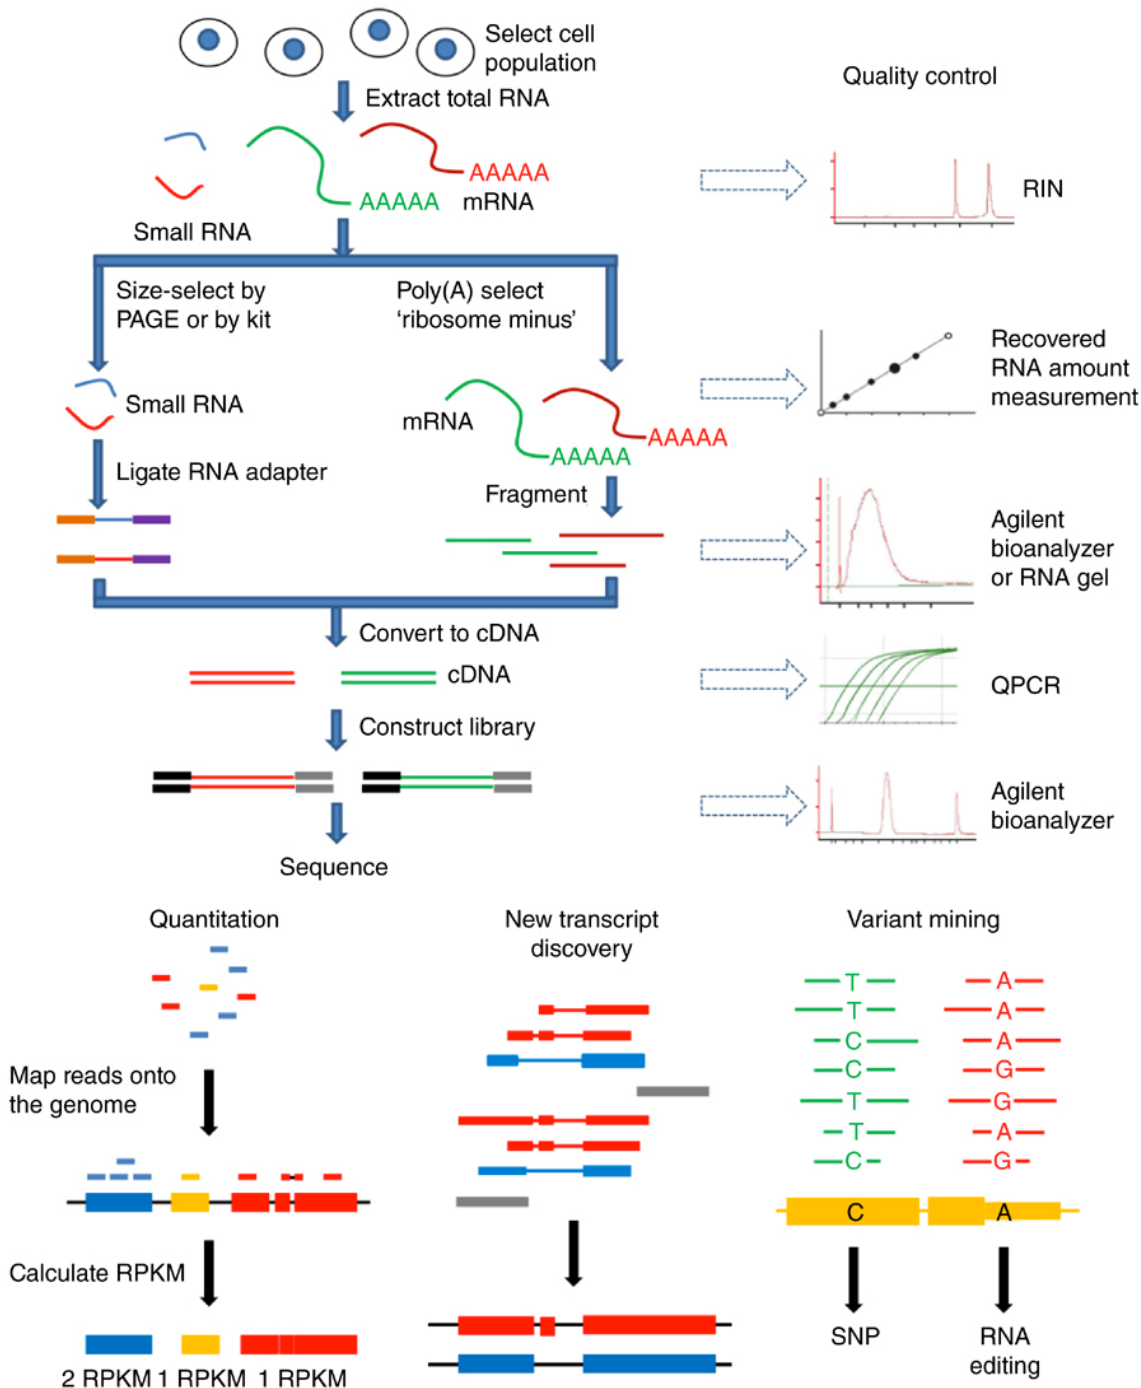 Select cell
population
Quality control
Extract total RNA
AAAAA
AAAAA
mRNA
RIN
Small RNA
Size-select by
PAGE or by kit
Poly(A) select
‘ribosome minus’
Recovered
RNA amount
measurement
Small RNA
mRNA
AAAAA
AAAAA
Ligate RNA adapter
Fragment
Agilent
bioanalyzer
or RNA gel
Convert to cDNA
cDNA
QPCR
Construct library
Agilent
bioanalyzer
Sequence
Quantitation
Map reads onto
the genome
Calculate RPKM
2 RPKM 1 RPKM 1 RPKM
New transcript
discovery
Variant mining
T A
T A
C A
C G
T G
T A
C G
C A
SNP
RNA
editing